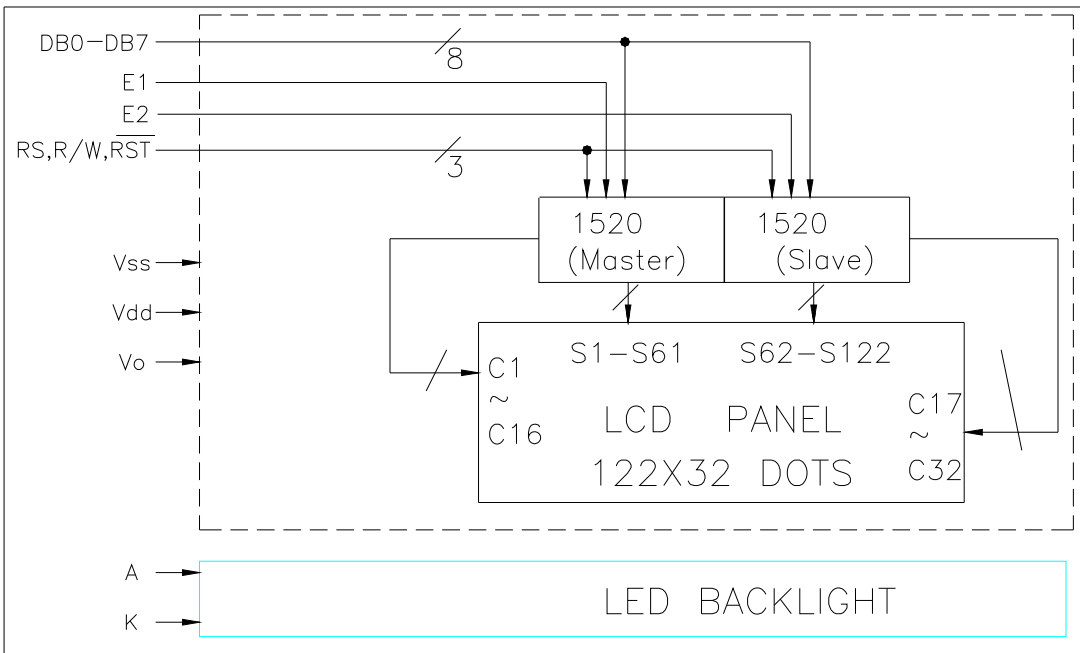 DB0-DB7
8
E1
E2
RS,R/W,R̅S̅T̅
3
1520
(Master)
1520
(Slave)
Vss
Vdd
Vo
S1-S61
S62-S122
C1
~
C16
LCD PANEL
122X32 DOTS
C17
~
C32
A
K
LED BACKLIGHT